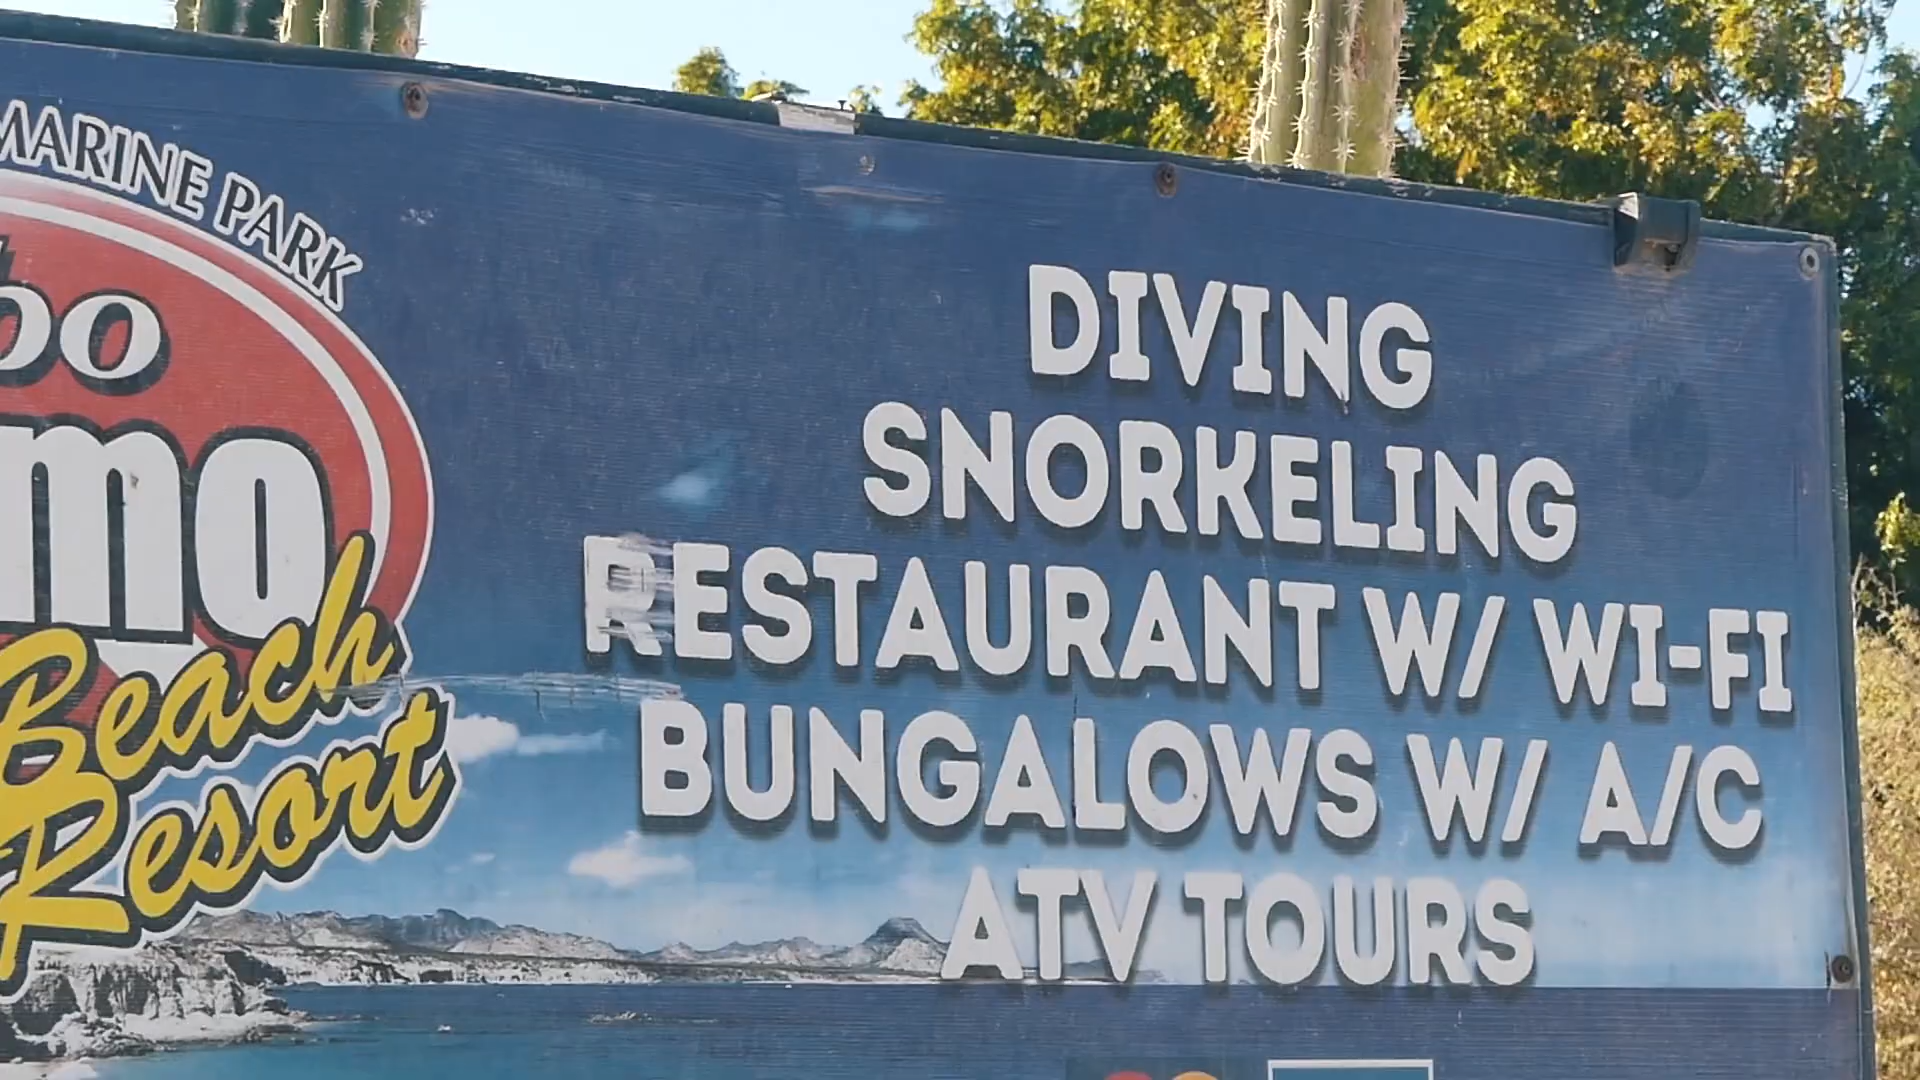 MARINE PARK
Beach
Resort
DIVING
SNORKELING
RESTAURANT W/ WI-FI
BUNGALOWS W/ A/C
ATV TOURS